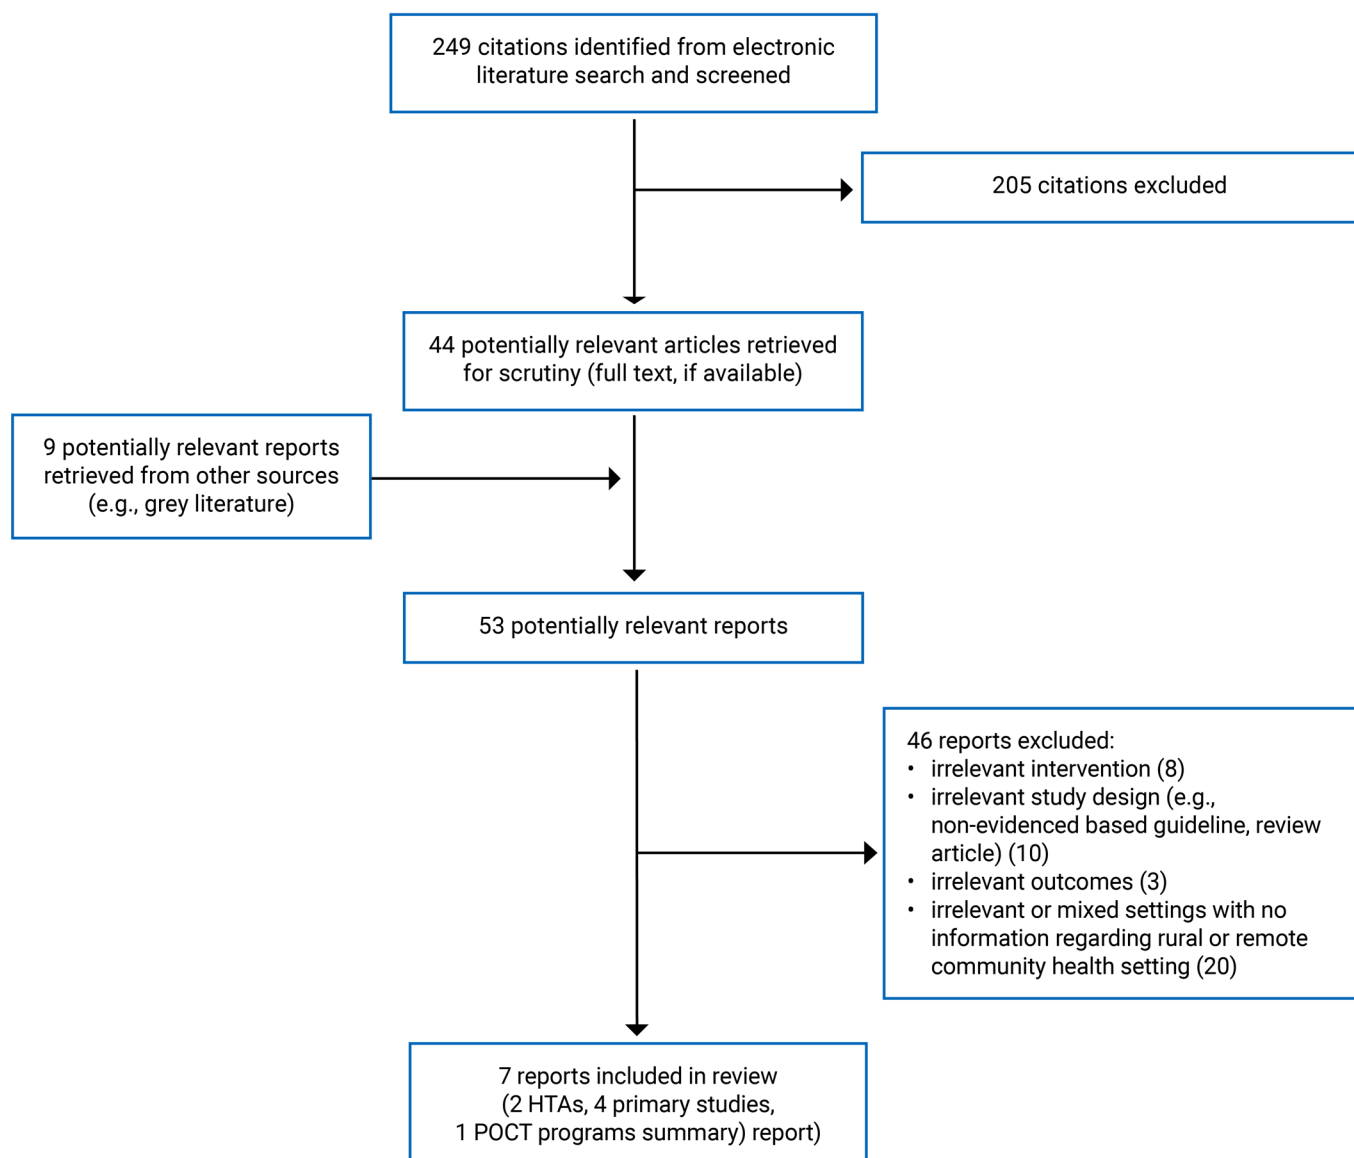 249 citations identified from electronic
literature search and screened
205 citations excluded
44 potentially relevant articles retrieved
for scrutiny (full text, if available)
9 potentially relevant reports
retrieved from other sources
(e.g., grey literature)
53 potentially relevant reports
46 reports excluded:
• irrelevant intervention (8)
• irrelevant study design (e.g.,
non-evidenced based guideline, review
article) (10)
• irrelevant outcomes (3)
• irrelevant or mixed settings with no
information regarding rural or remote
community health setting (20)
7 reports included in review
(2 HTAs, 4 primary studies,
1 POCT programs summary) report)